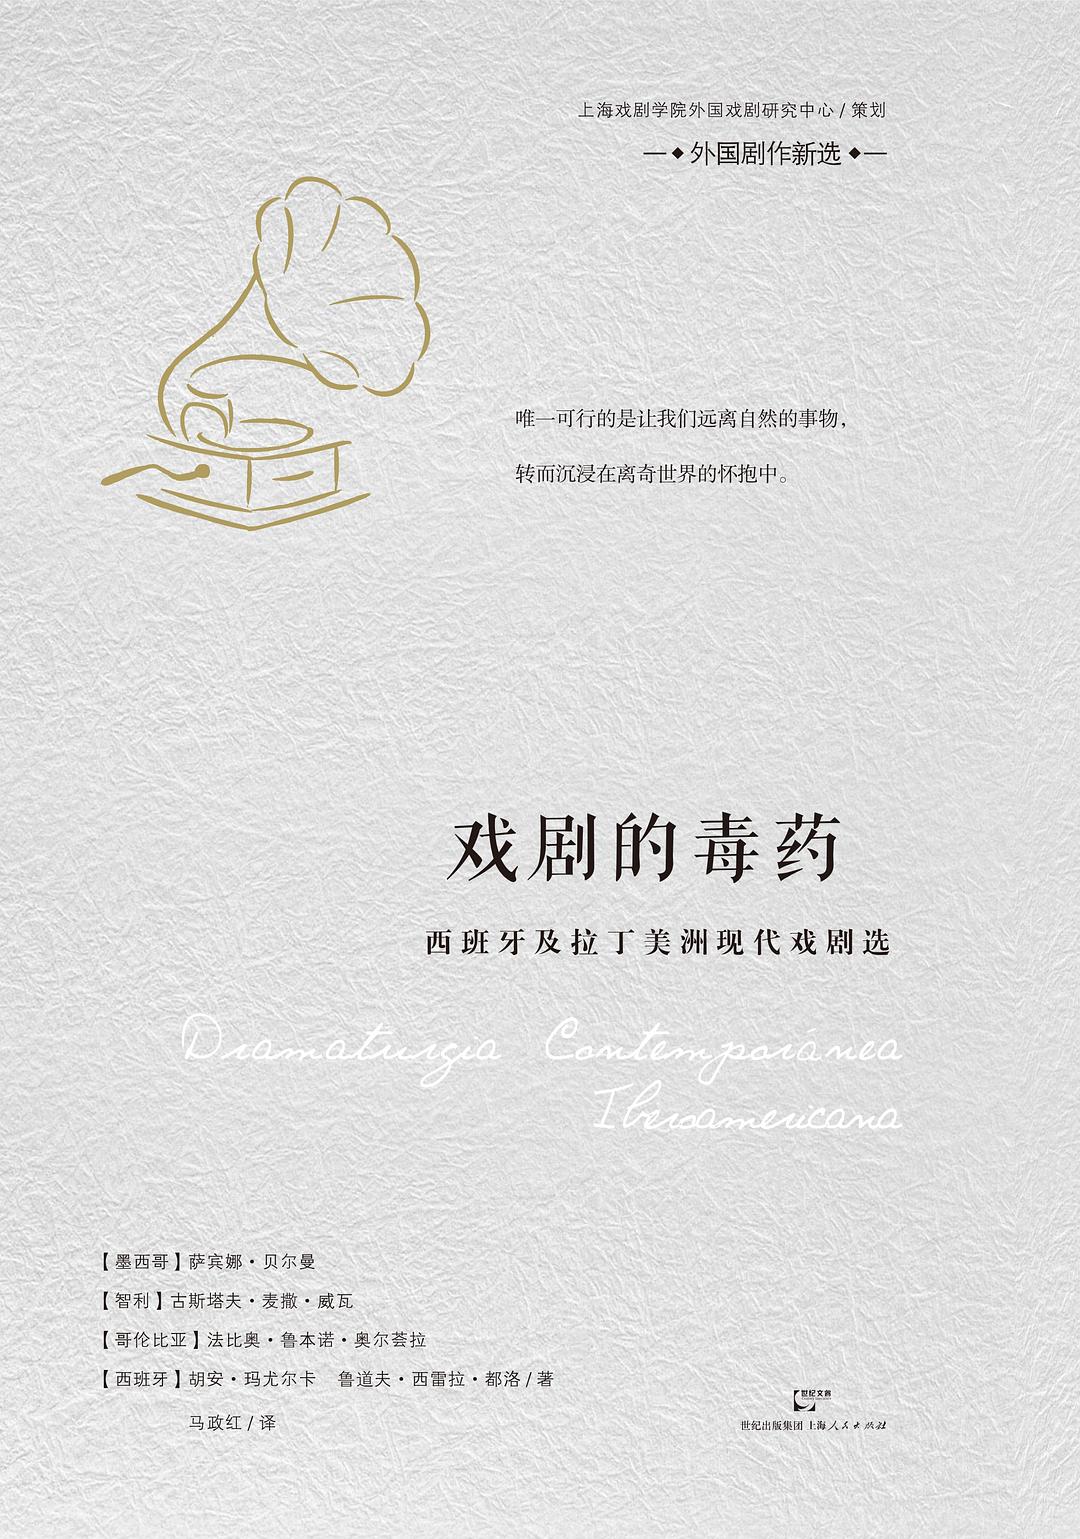 上海戏剧学院外国戏剧研究中心 / 策划
外国剧作新选
唯一可行的是让我们远离自然的事物，
转而沉浸在离奇世界的怀抱中。
戏剧的毒药
西班牙及拉丁美洲现代戏剧选
Dramaturgia Contemporánea
Iberoamericana
【墨西哥】萨宾娜·贝尔曼
【智利】古斯塔夫·麦撒·威瓦
【哥伦比亚】法比奥·鲁本诺·奥尔荟拉
【西班牙】胡安·玛尤尔卡 鲁道夫·西雷拉·都洛 / 著
马政红 / 译
世纪文睿
世纪出版集团 上海人民出版社